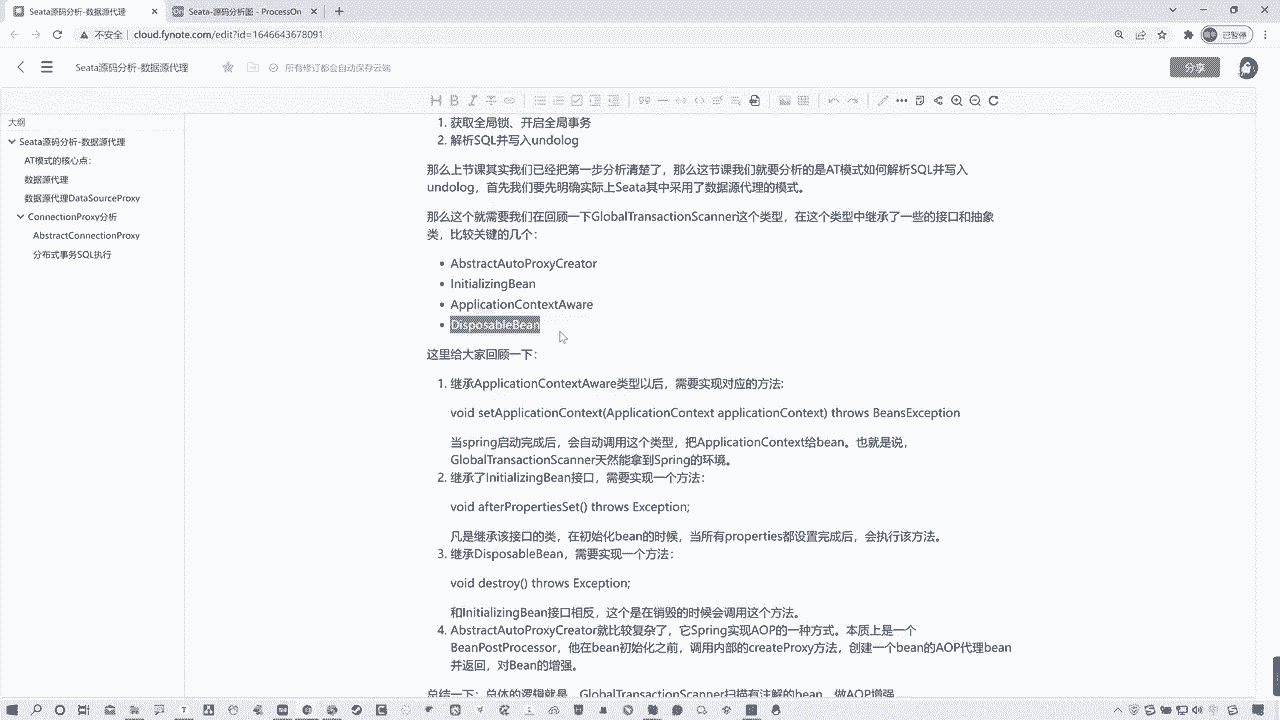 Seata源码分析-数据源代理
Seata-源码分析图 - ProcessOn
不安全
cloud.fynote.com/edit?id=1646643678091
已暂停
Seata源码分析-数据源代理
所有修订都会自动保存云端
分享
大纲
Seata源码分析-数据源代理
AT模式的核心点：
数据源代理
数据源代理DataSourceProxy
ConnectionProxy分析
AbstractConnectionProxy
分布式事务SQL执行
1. 获取全局锁、开启全局事务
2. 解析SQL并写入undolog
那么上节课其实我们已经把第一步分析清楚了，那么这节课我们就要分析的是AT模式如何解析SQL并写入
undolog，首先我们要先明确实际上Seata其中采用了数据源代理的模式。
那么这个就需要我们在回顾一下GlobalTransactionScanner这个类型，在这个类型中继承了一些的接口和抽象
类，比较关键的几个：
AbstractAutoProxyCreator
InitializingBean
ApplicationContextAware
DisposableBean
这里给大家回顾一下：
1. 继承ApplicationContextAware类型以后，需要实现对应的方法：
void setApplicationContext(ApplicationContext applicationContext) throws BeansException
当spring启动完成后，会自动调用这个类型，把ApplicationContext给bean。也就是说，
GlobalTransactionScanner天然能拿到Spring的环境。
2. 继承了InitializingBean接口，需要实现一个方法：
void afterPropertiesSet() throws Exception;
凡是继承该接口的类，在初始化bean的时候，当所有properties都设置完成后，会执行该方法。
3. 继承DisposableBean，需要实现一个方法：
void destroy() throws Exception;
和InitializingBean接口相反，这个是在销毁的时候会调用这个方法。
4. AbstractAutoProxyCreator就比较复杂了，它Spring实现AOP的一种方式。本质上是一个
BeanPostProcessor，他在bean初始化之前，调用内部的createProxy方法，创建一个bean的AOP代理bean
并返回，对Bean的增强。
总结一下：总体的逻辑就是，GlobalTransactionScanner扫描有注解的bean，做AOP增强